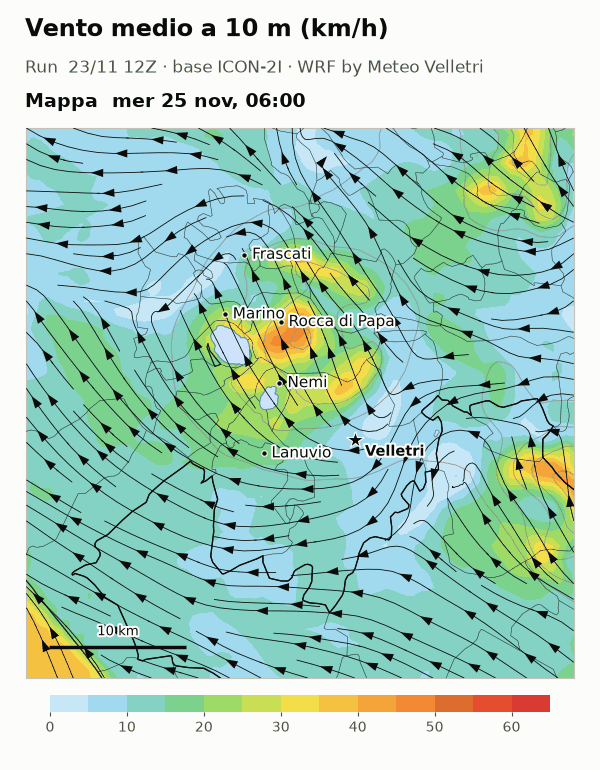 Vento medio a 10 m (km/h)
Run 23/11 12Z · base ICON-2I · WRF by Meteo Velletri
Mappa mer 25 nov, 06:00
Frascati
Marino
Rocca di Papa
Nemi
Velletri
Lanuvio
10 km
0 10 20 30 40 50 60